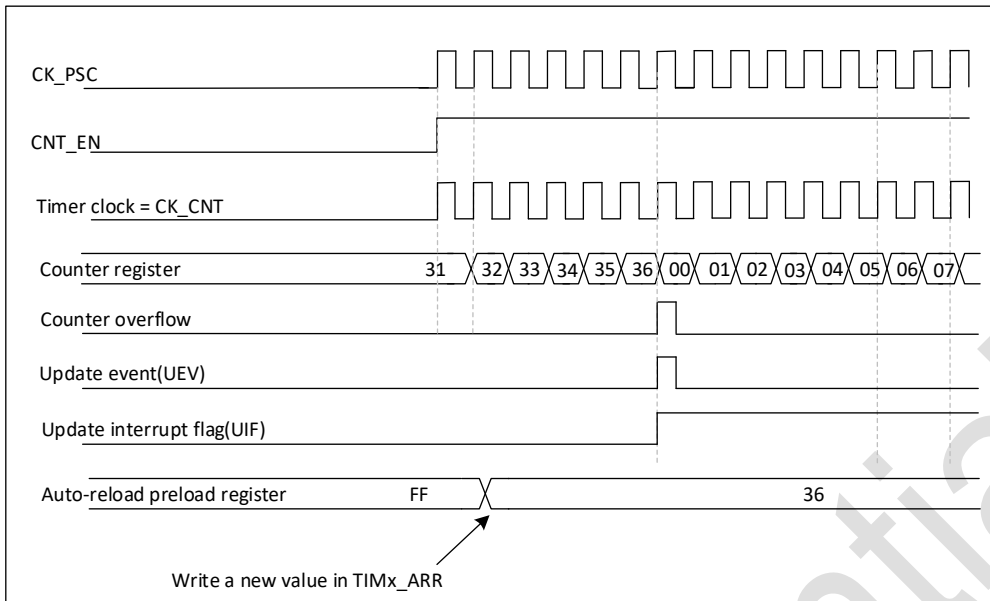 CK_PSC
CNT_EN
Timer clock = CK_CNT
Counter register 31 32 33 34 35 36 00 01 02 03 04 05 06 07
Counter overflow
Update event(UEV)
Update interrupt flag(UIF)
Auto-reload preload register FF 36
Write a new value in TIMx_ARR